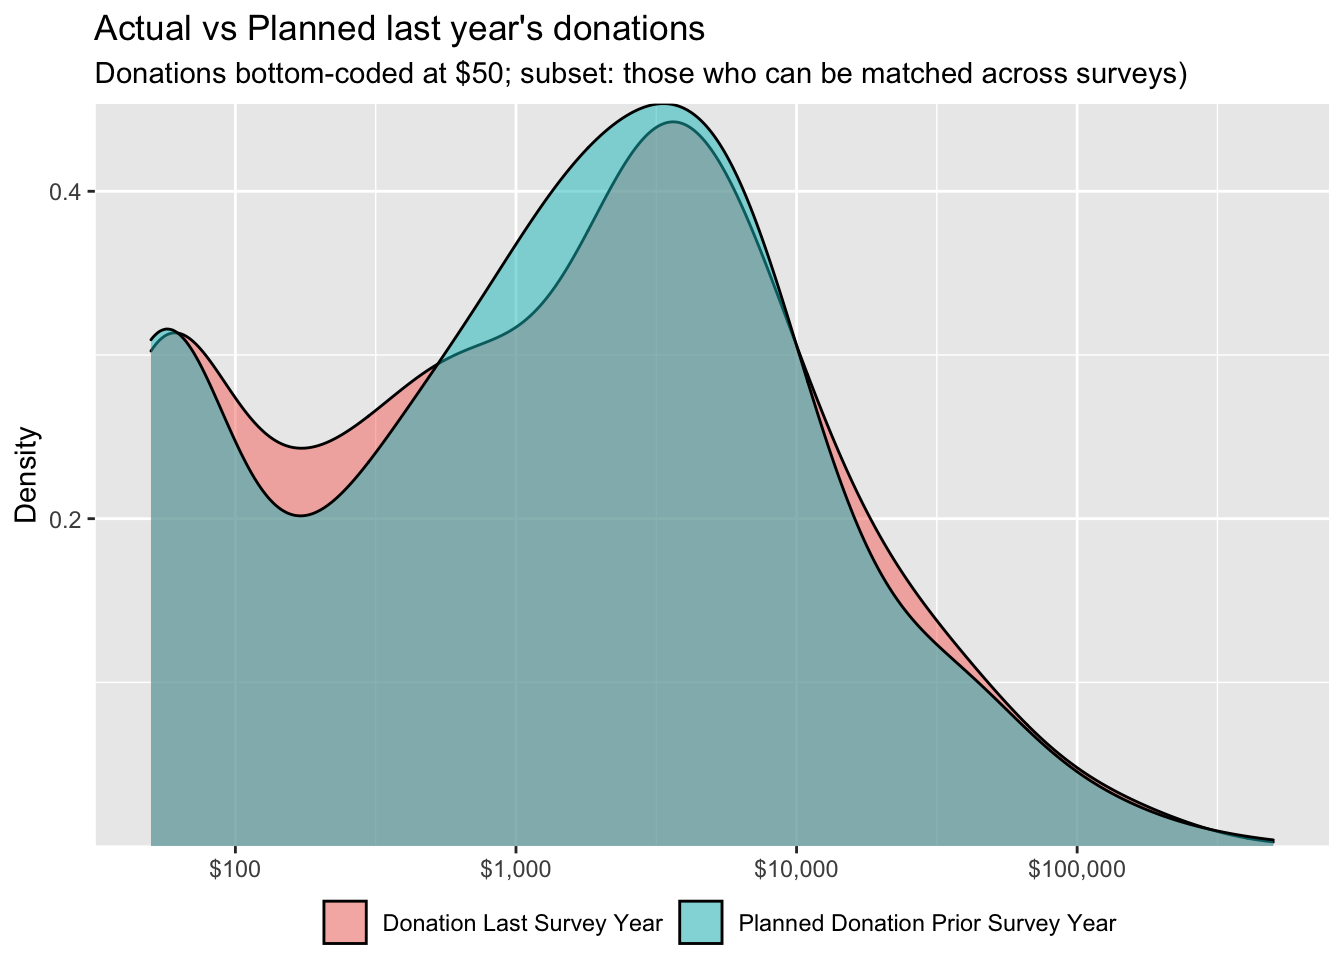 Actual vs Planned last year's donations
Donations bottom-coded at $50; subset: those who can be matched across surveys)
Density
0.4
0.2
$100 $1,000 $10,000 $100,000
Donation Last Survey Year Planned Donation Prior Survey Year